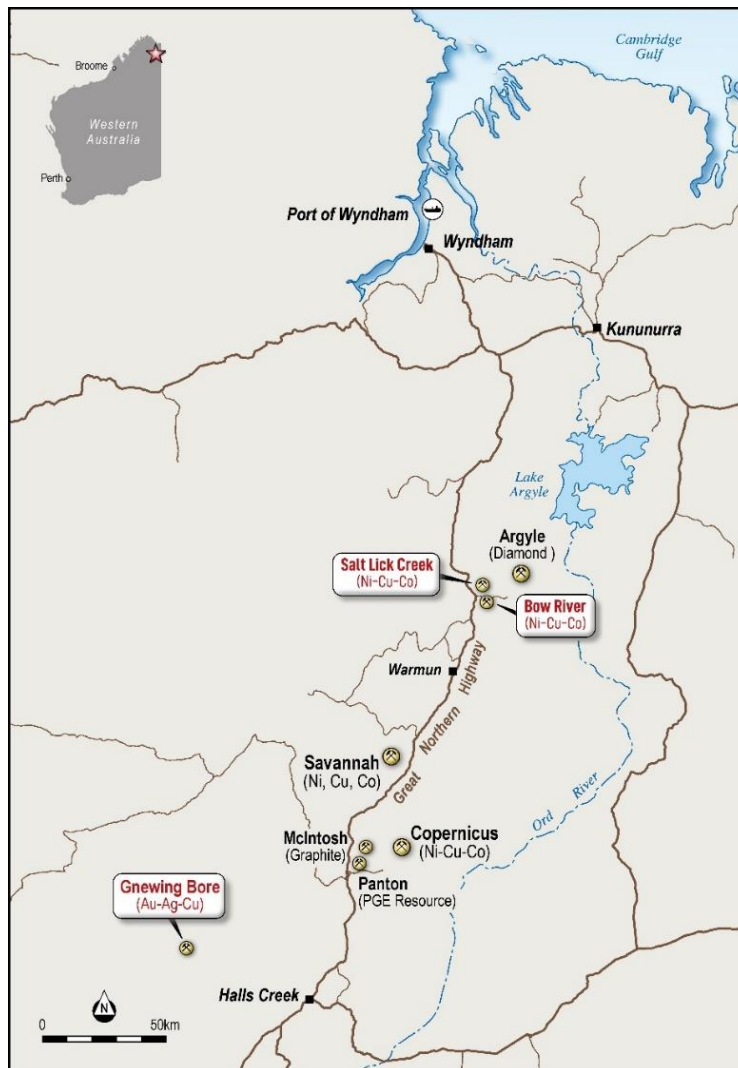 Broome
Western
Australia
Perth
Cambridge
Gulf
Port of Wyndham
Wyndham
Kununurra
Lake
Argyle
Argyle
(Diamond )
Salt Lick Creek
(Ni-Cu-Co)
Bow River
(Ni-Cu-Co)
Warmun
Great Northern Highway
Savannah
(Ni, Cu, Co)
Ord River
McIntosh
(Graphite)
Copernicus
(Ni-Cu-Co)
Panton
(PGE Resource)
Gnewing Bore
(Au-Ag-Cu)
Halls Creek
N
0 50km